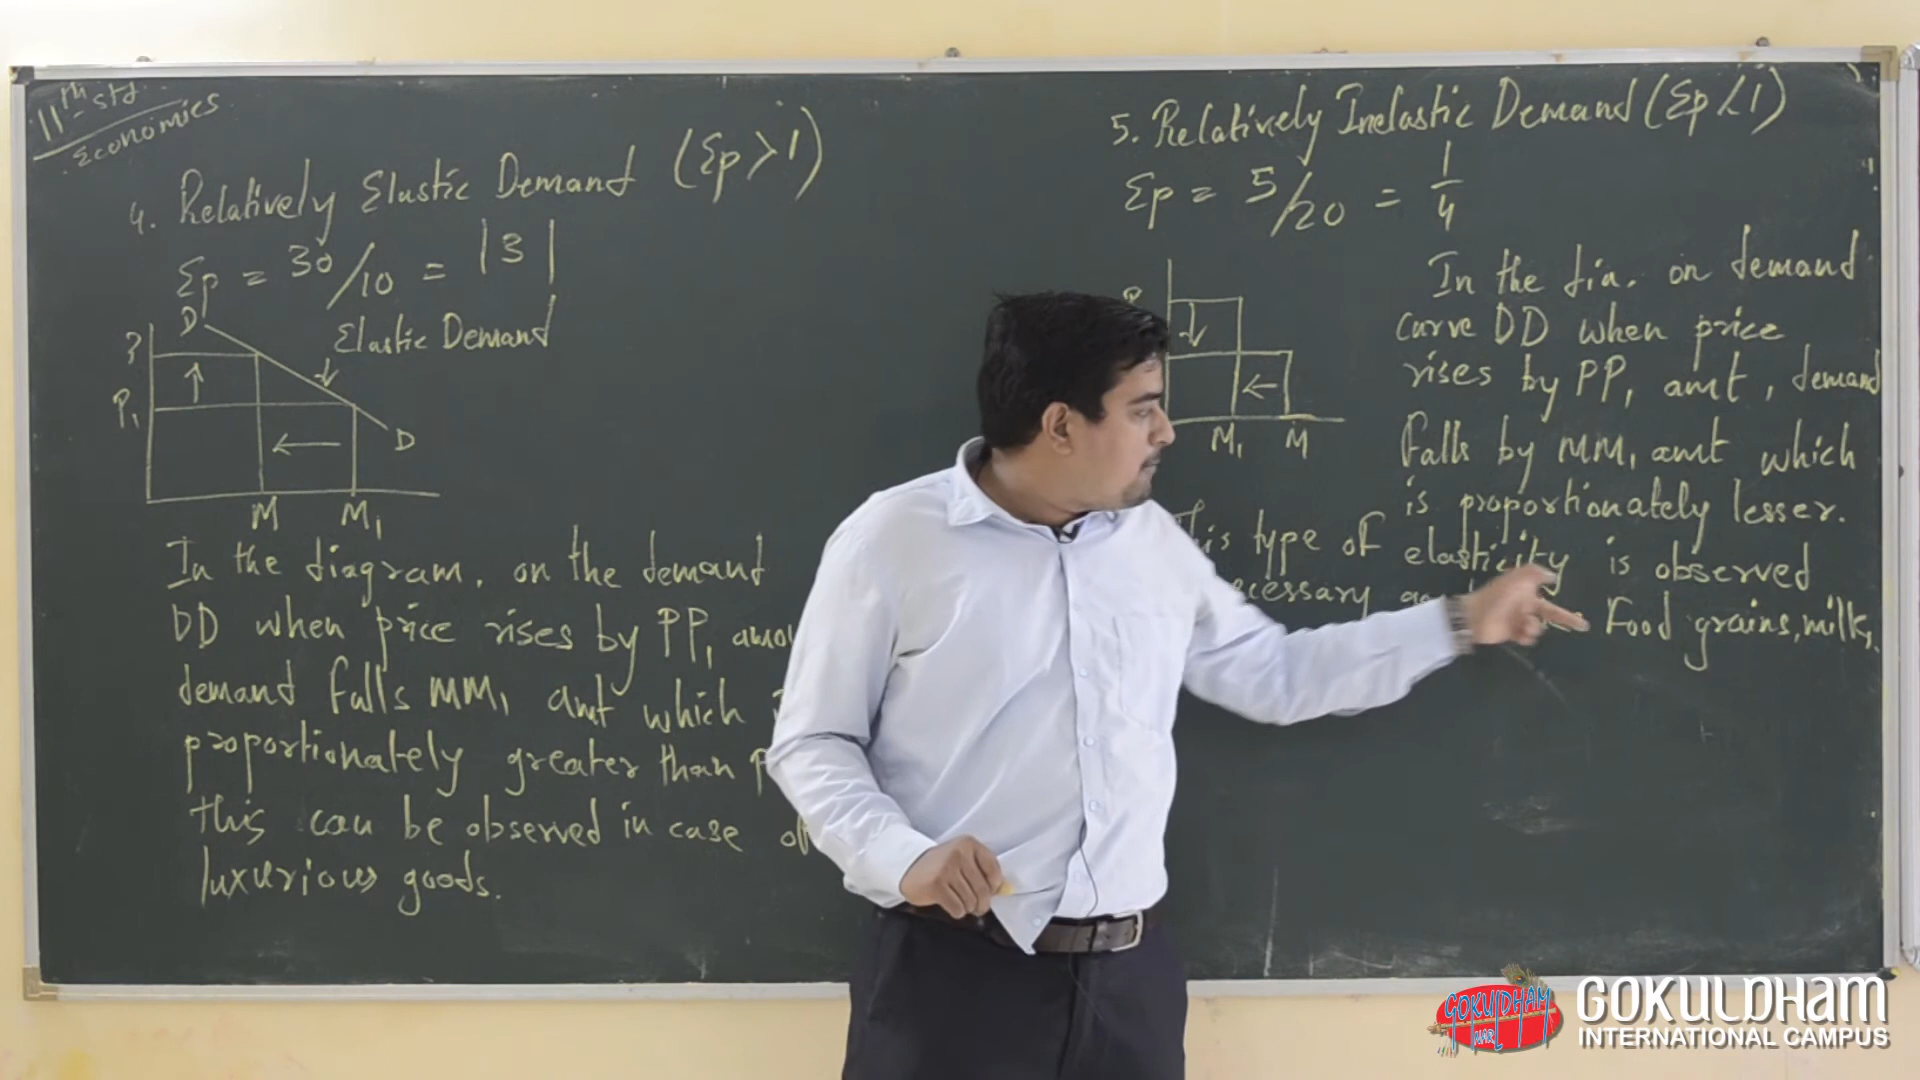 11th std
Economics
4. Relatively Elastic Demand (Ep > 1)
Ep = 30/10 = |3|
Elastic Demand
D
P
P1
D
M M1
In the diagram, on the demand
DD when price rises by PP1
demand falls MM1 amt which
proportionately greater than
this can be observed in case of
luxurious goods.
5. Relatively Inelastic Demand (Ep < 1)
Ep = 5/20 = 1/4
M1 M
In the dia. on demand
curve DD when price
rises by PP1 amt, demand
falls by MM1 amt which
is proportionately lesser.
This type of elasticity is observed
Food grains, milk,
GOKULDHAM
NAR
GOKULDHAM
INTERNATIONAL CAMPUS